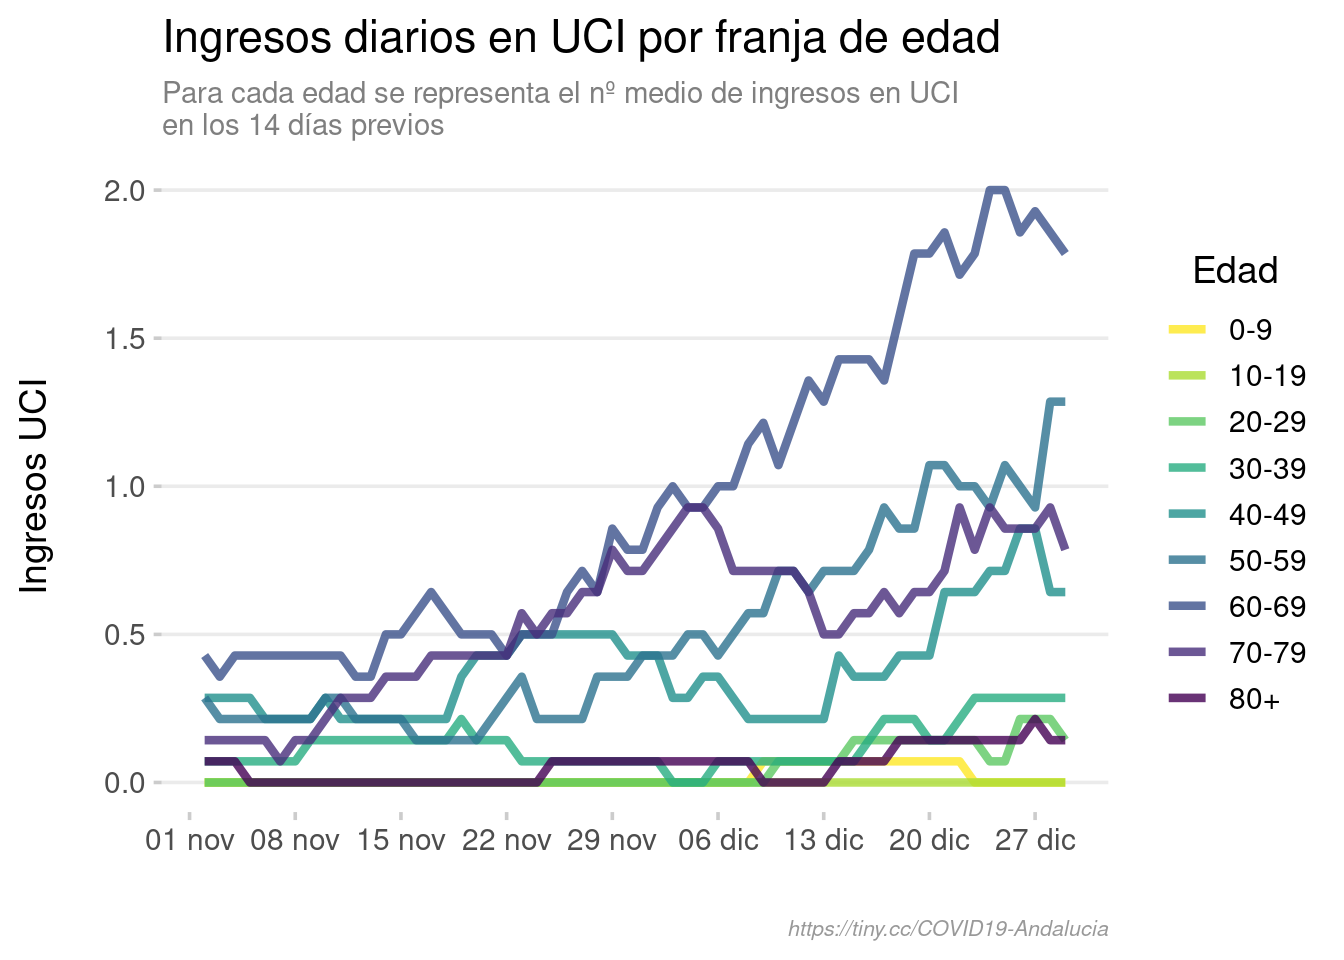 Ingresos diarios en UCI por franja de edad
Para cada edad se representa el nº medio de ingresos en UCI
en los 14 días previos
Ingresos UCI
2.0
1.5
1.0
0.5
0.0
01 nov
08 nov
15 nov
22 nov
29 nov
06 dic
13 dic
20 dic
27 dic
Edad
0-9
10-19
20-29
30-39
40-49
50-59
60-69
70-79
80+
https://tiny.cc/COVID19-Andalucia